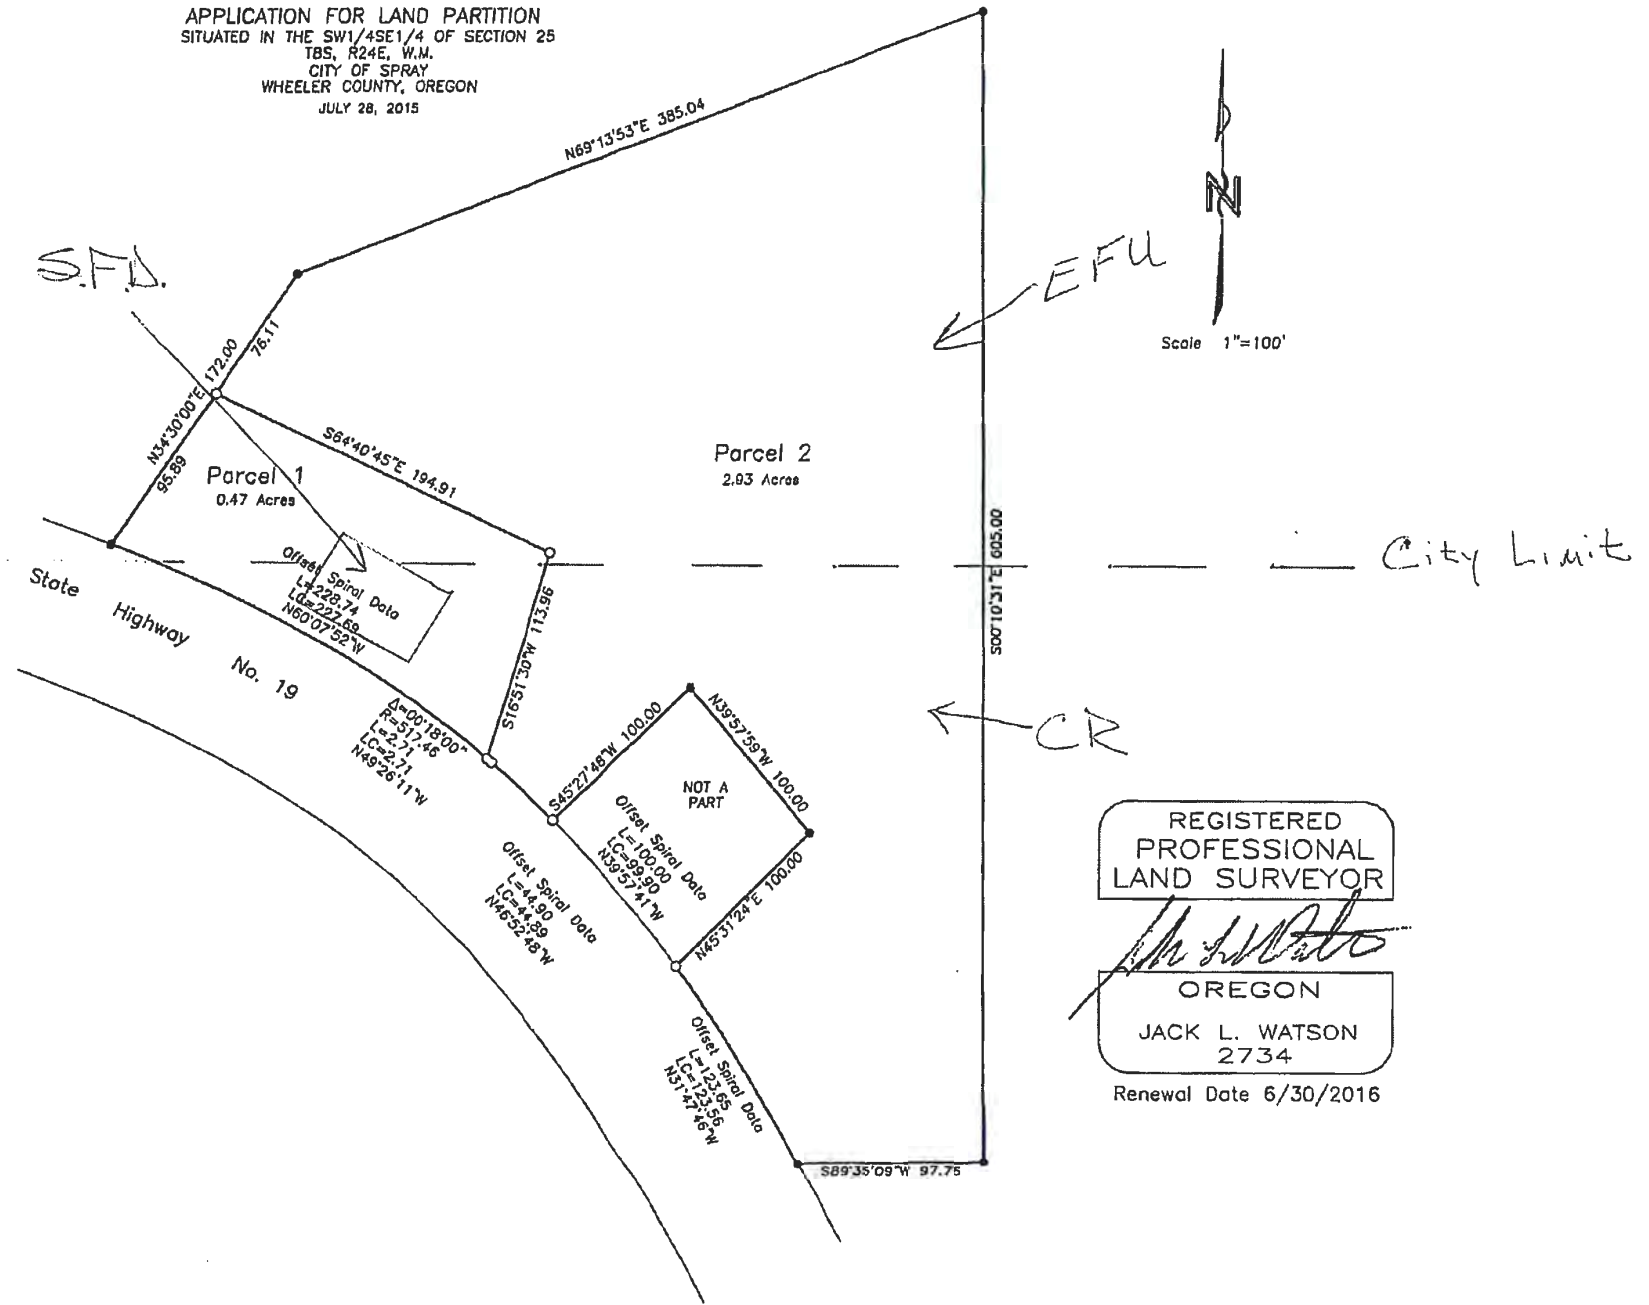 APPLICATION FOR LAND PARTITION
SITUATED IN THE SW1/4SE1/4 OF SECTION 25
T8S, R24E, W.M.
CITY OF SPRAY
WHEELER COUNTY, OREGON
JULY 28, 2015
N69°13'53"E 385.04
S.F.D.
EFU
N
Scale 1"=100'
N34°30'00"E 172.00
76.11
95.89
S64°40'45"E 194.91
Parcel 1
0.47 Acres
Parcel 2
2.93 Acres
S00°10'31"E 605.00
City Limit
Offset Spiral Data
L=228.74
LC=227.69
N60°07'52"W
State Highway No. 19
S16°51'30"W 113.96
Δ=00°18'00"
R=517.46
L=2.71
LC=2.71
N49°26'11"W
S45°27'48"W 100.00
N39°57'59"W 100.00
CR
NOT A
PART
Offset Spiral Data
L=100.00
LC=99.90
N39°57'41"W
N45°31'24"E 100.00
Offset Spiral Data
L=44.90
LC=44.89
N46°52'48"W
Offset Spiral Data
L=123.65
LC=123.56
N31°47'46"W
S89°35'09"W 97.75
REGISTERED
PROFESSIONAL
LAND SURVEYOR
OREGON
JACK L. WATSON
2734
Renewal Date 6/30/2016